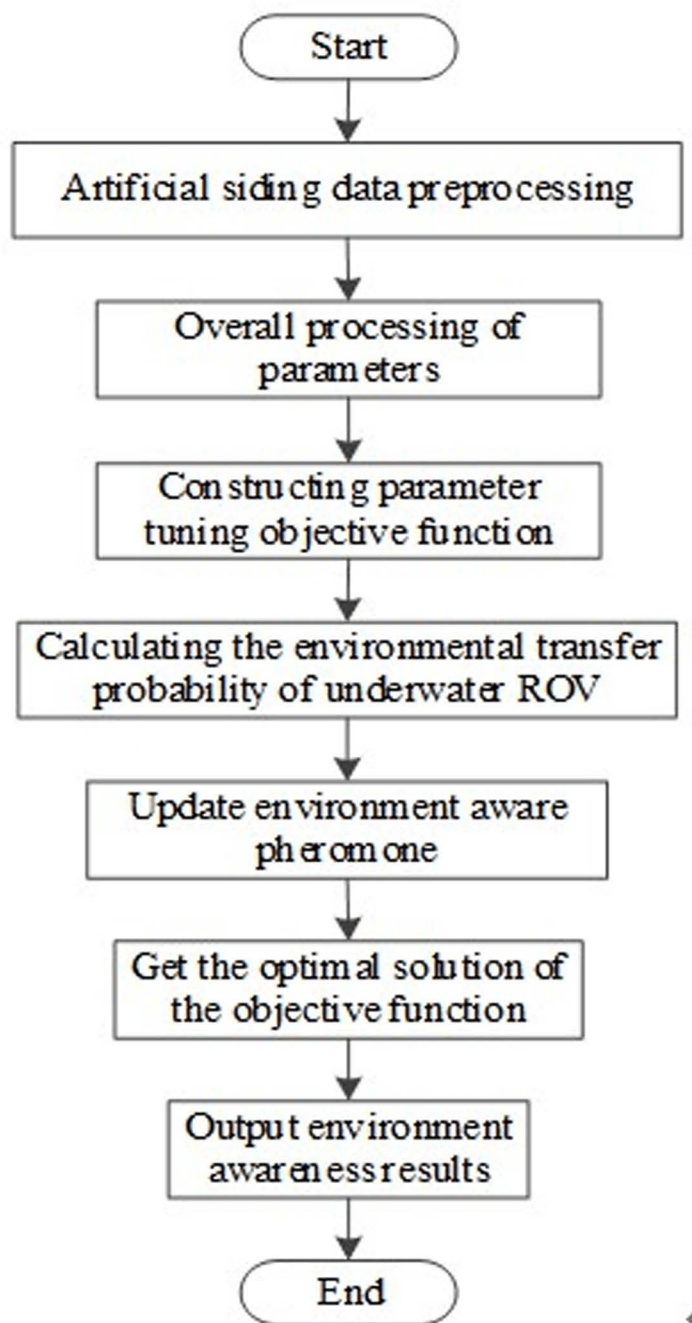 Start
Artificial siding data preprocessing
Overall processing of
parameters
Constructing parameter
tuning objective function
Calculating the environmental transfer
probability of underwater ROV
Update environment aware
pheromone
Get the optimal solution of
the objective function
Output environment
awareness results
End